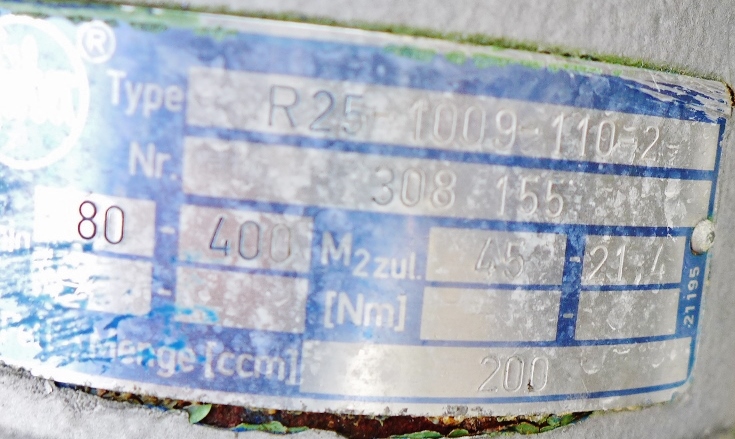 ®
Type R25-1009-110-2
Nr. 308 155
80 - 400 M2zul. 45 - 21,4
- [Nm] -
Menge [ccm] 200
21195